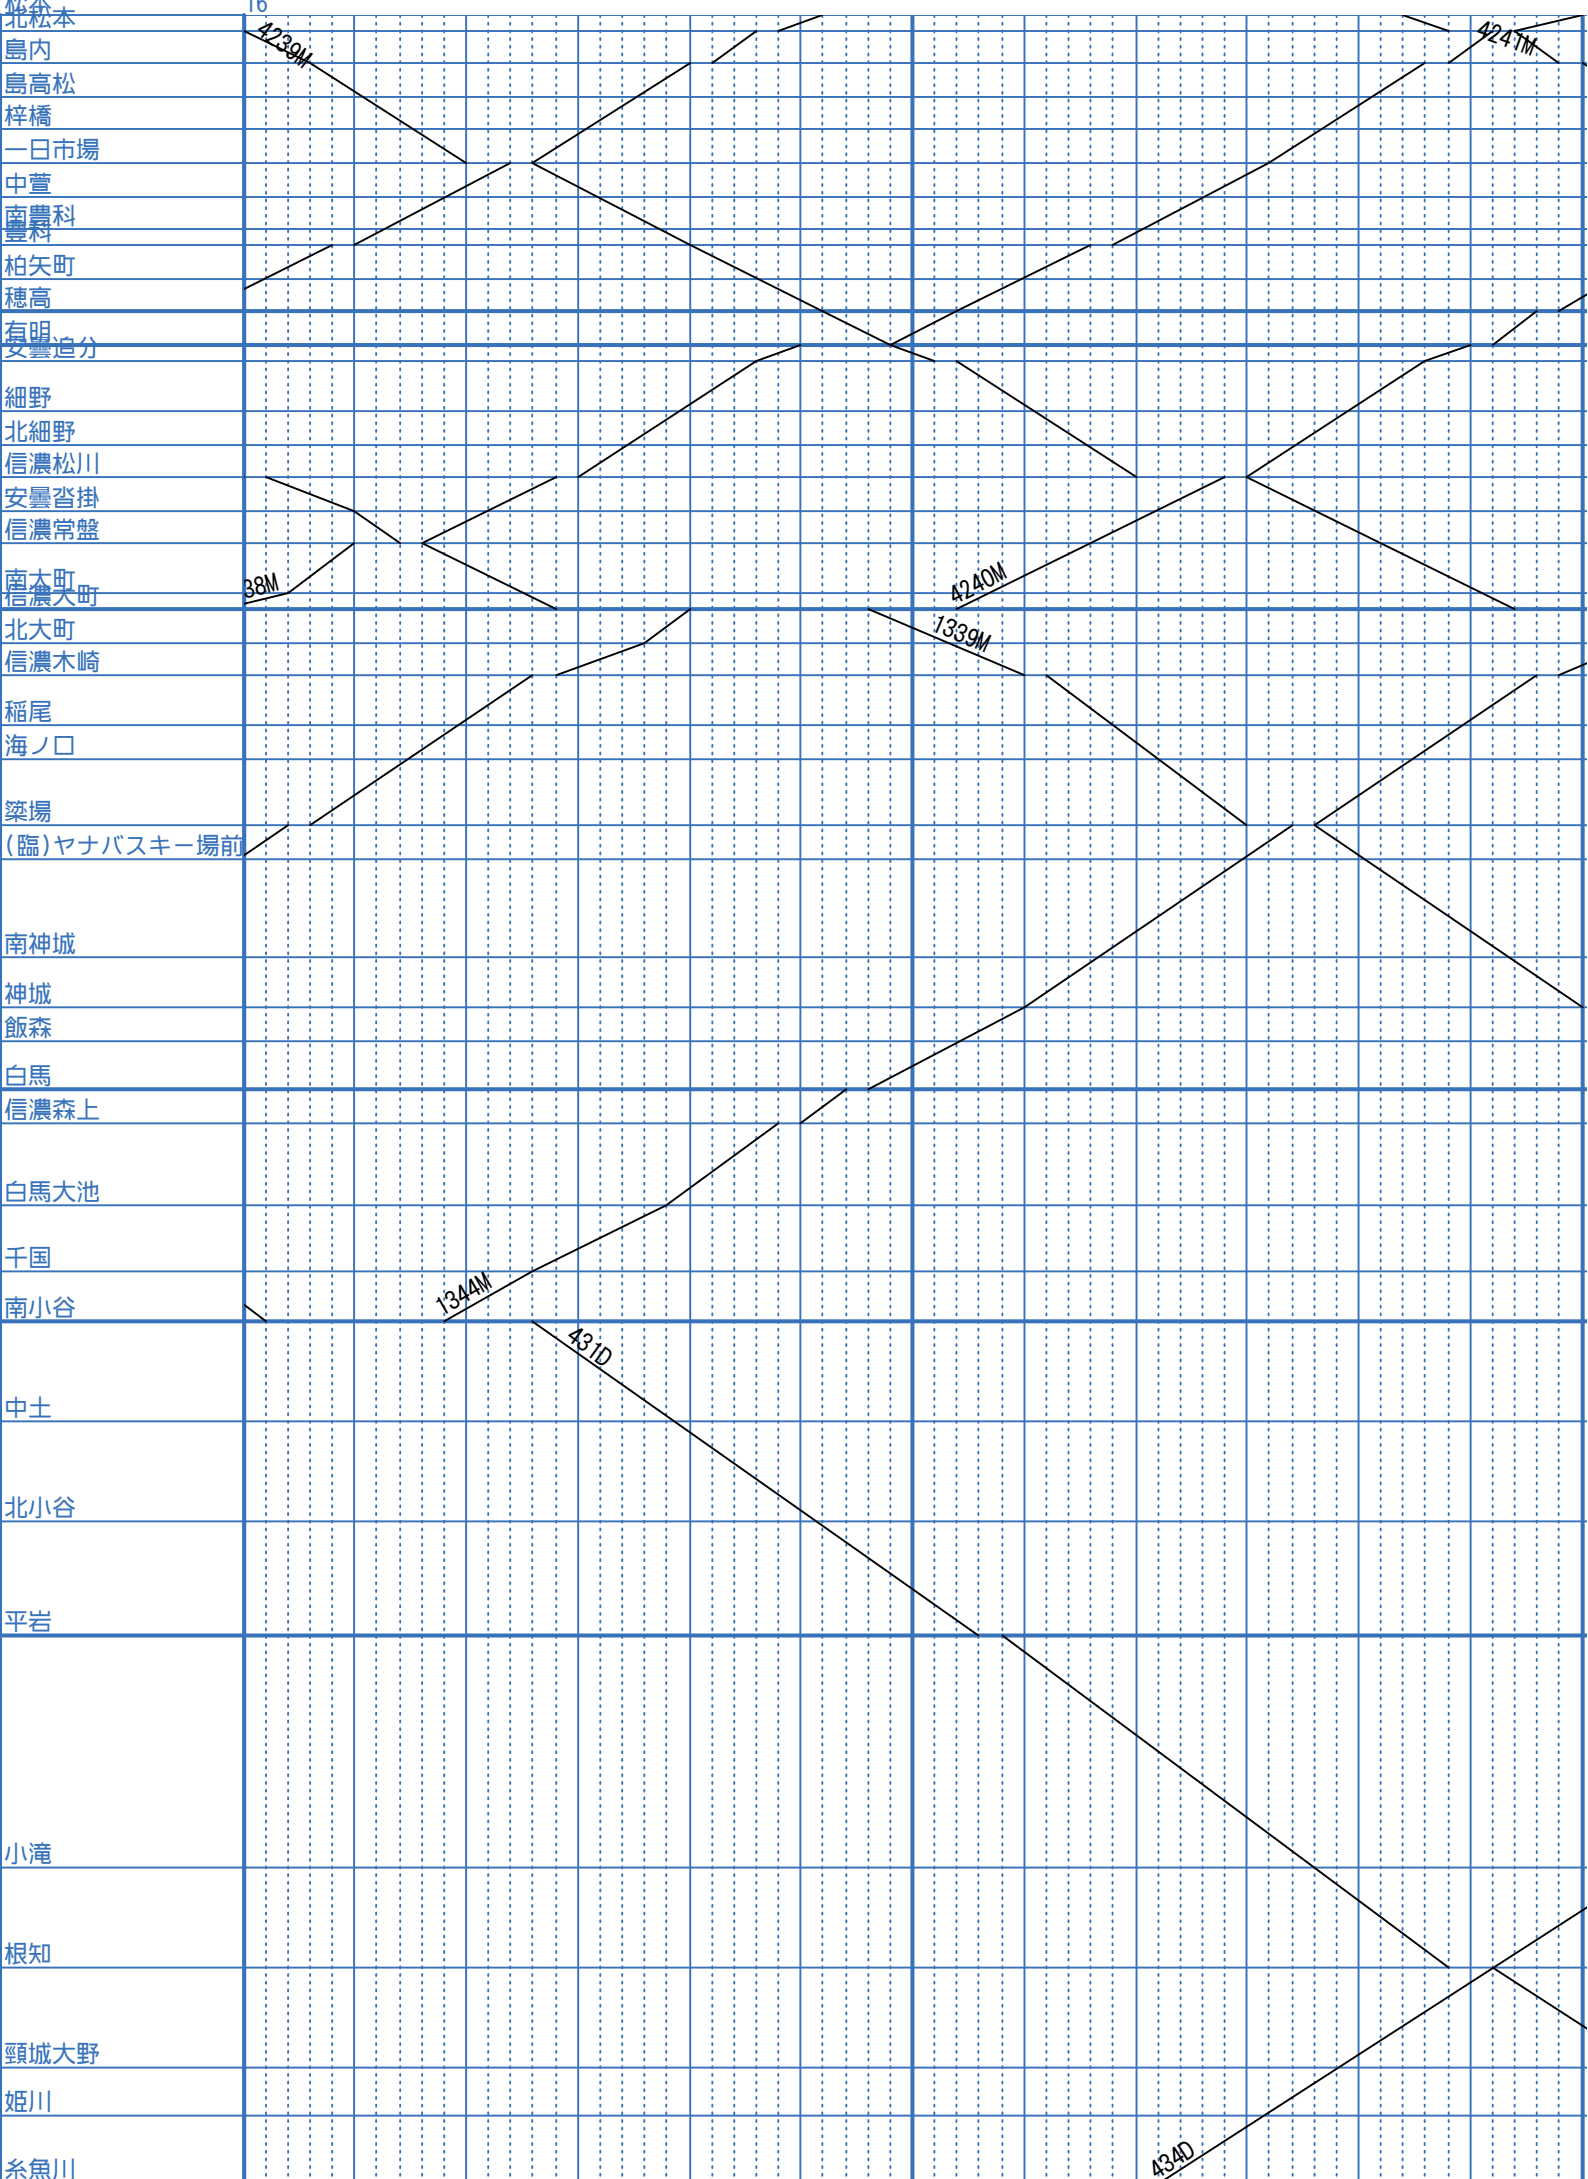 松本
16
北松本
4239M
4241M
島内
島高松
梓橋
一日市場
中萱
南豊科
豊科
柏矢町
穂高
有明
安曇追分
細野
北細野
信濃松川
安曇沓掛
信濃常盤
南大町
38M
4240M
信濃大町
北大町
1339M
信濃木崎
稲尾
海ノ口
簗場
(臨)ヤナバスキー場前
南神城
神城
飯森
白馬
信濃森上
白馬大池
千国
1344M
南小谷
431D
中土
北小谷
平岩
小滝
根知
頸城大野
姫川
434D
糸魚川